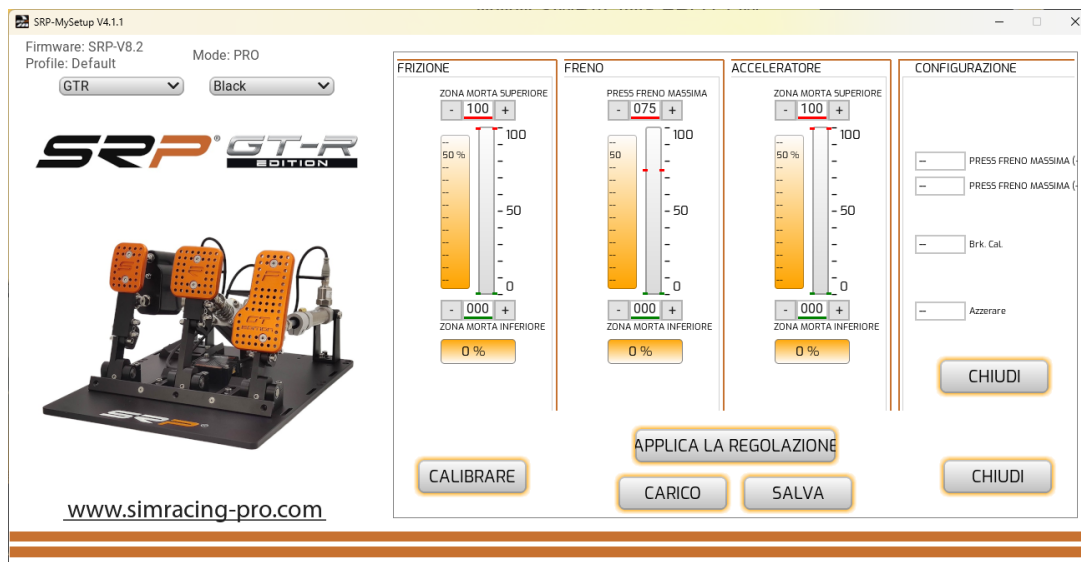 SRP-MySetup V4.1.1
Firmware: SRP-V8.2
Profile: Default
Mode: PRO
GTR
Black
SRP® GT-R
EDITION
www.simracing-pro.com
FRIZIONE
ZONA MORTA SUPERIORE
- 100 +
50 %
100
50
0
- 000 +
ZONA MORTA INFERIORE
0 %
FRENO
PRESS FRENO MASSIMA
- 075 +
50
100
50
0
- 000 +
ZONA MORTA INFERIORE
0 %
ACCELERATORE
ZONA MORTA SUPERIORE
- 100 +
50 %
100
50
0
- 000 +
ZONA MORTA INFERIORE
0 %
CONFIGURAZIONE
-- PRESS FRENO MASSIMA (-
-- PRESS FRENO MASSIMA (-
-- Brk. Cal.
-- Azzerare
CHIUDI
APPLICA LA REGOLAZIONE
CALIBRARE
CARICO
SALVA
CHIUDI